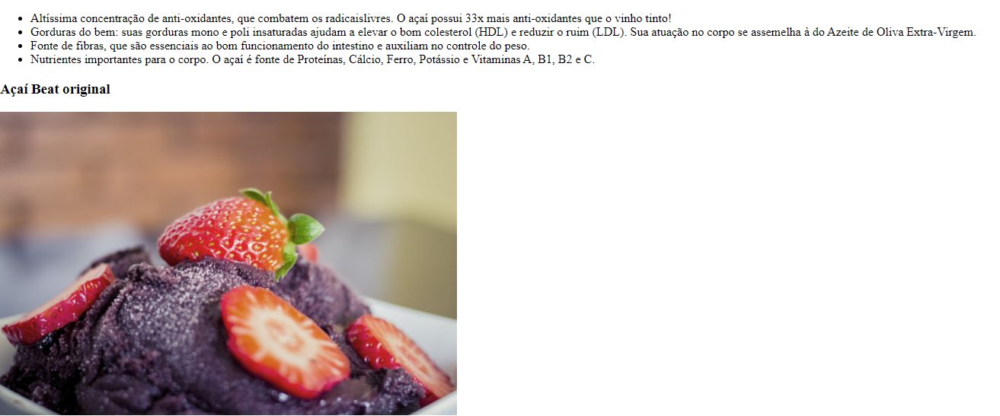 Altíssima concentração de anti-oxidantes, que combatem os radicaislivres. O açaí possui 33x mais anti-oxidantes que o vinho tinto!
Gorduras do bem: suas gorduras mono e poli insaturadas ajudam a elevar o bom colesterol (HDL) e reduzir o ruim (LDL). Sua atuação no corpo se assemelha à do Azeite de Oliva Extra-Virgem.
Fonte de fibras, que são essenciais ao bom funcionamento do intestino e auxiliam no controle do peso.
Nutrientes importantes para o corpo. O açaí é fonte de Proteínas, Cálcio, Ferro, Potássio e Vitaminas A, B1, B2 e C.
Açaí Beat original